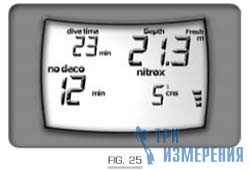 dive time Depth Fresh
23 min 21.3 m
no deco nitrox
12 min 5 cns
ТРИ
ИЗМЕРЕНИЯ
FIG. 25